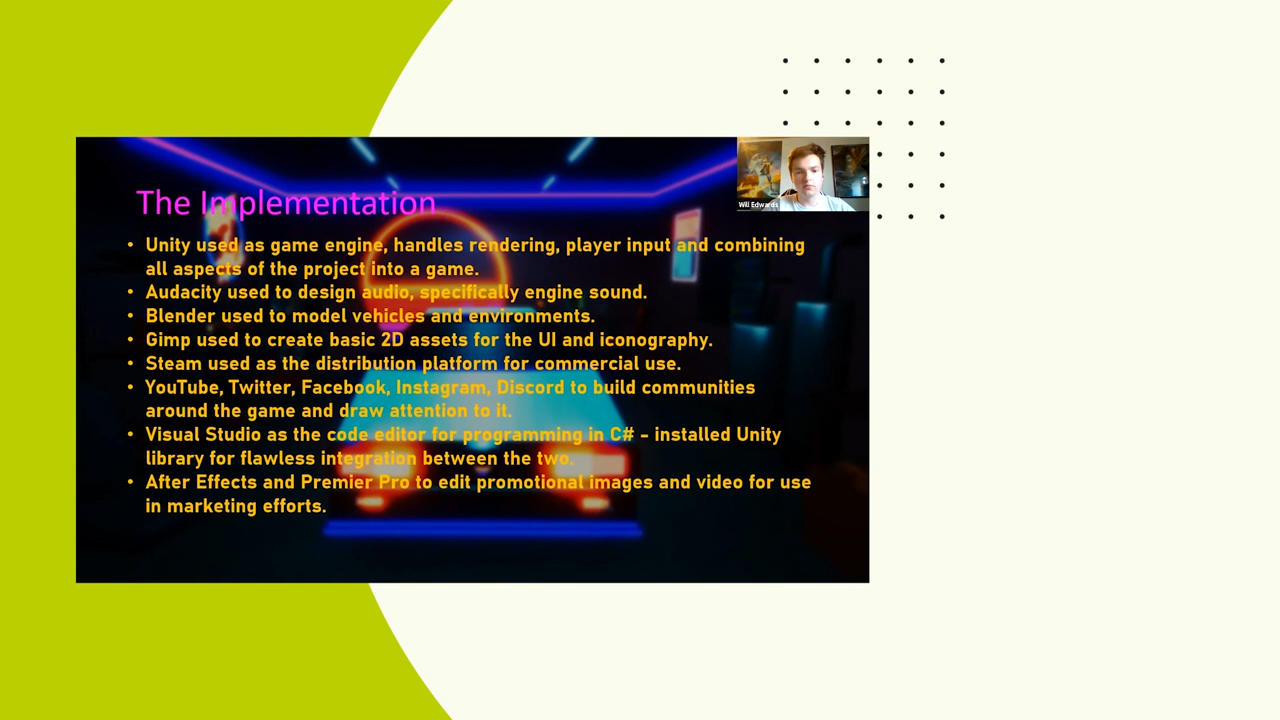 The Implementation
Will Edwards
• Unity used as game engine, handles rendering, player input and combining
all aspects of the project into a game.
• Audacity used to design audio, specifically engine sound.
• Blender used to model vehicles and environments.
• Gimp used to create basic 2D assets for the UI and iconography.
• Steam used as the distribution platform for commercial use.
• YouTube, Twitter, Facebook, Instagram, Discord to build communities
around the game and draw attention to it.
• Visual Studio as the code editor for programming in C# - installed Unity
library for flawless integration between the two.
• After Effects and Premier Pro to edit promotional images and video for use
in marketing efforts.